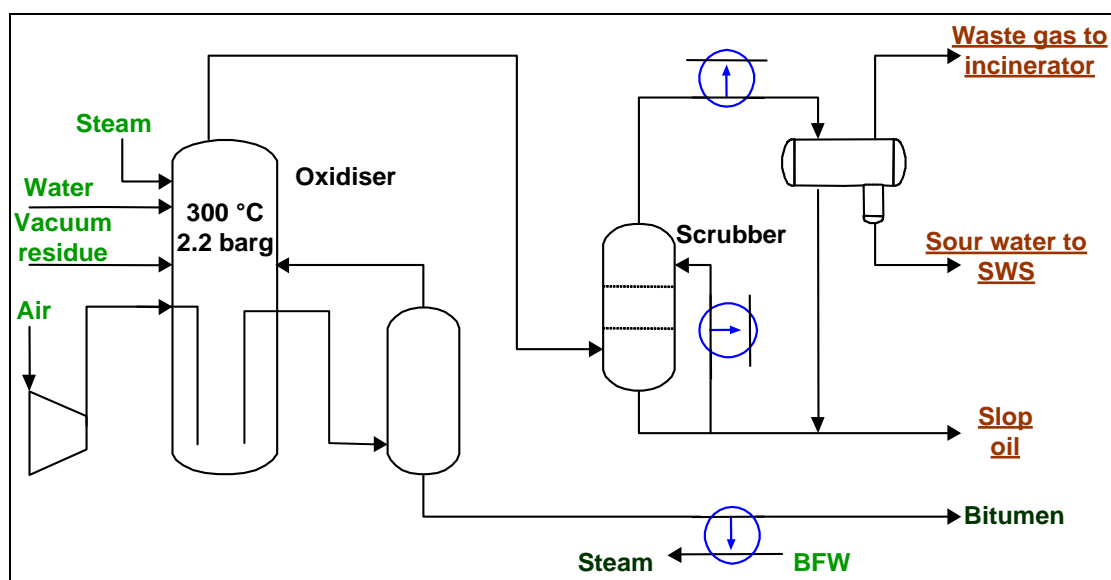 Waste gas to
incinerator
Steam
Oxidiser
Water
300 °C
2.2 barg
Vacuum
residue
Scrubber
Sour water to
SWS
Air
Slop
oil
Bitumen
Steam
BFW